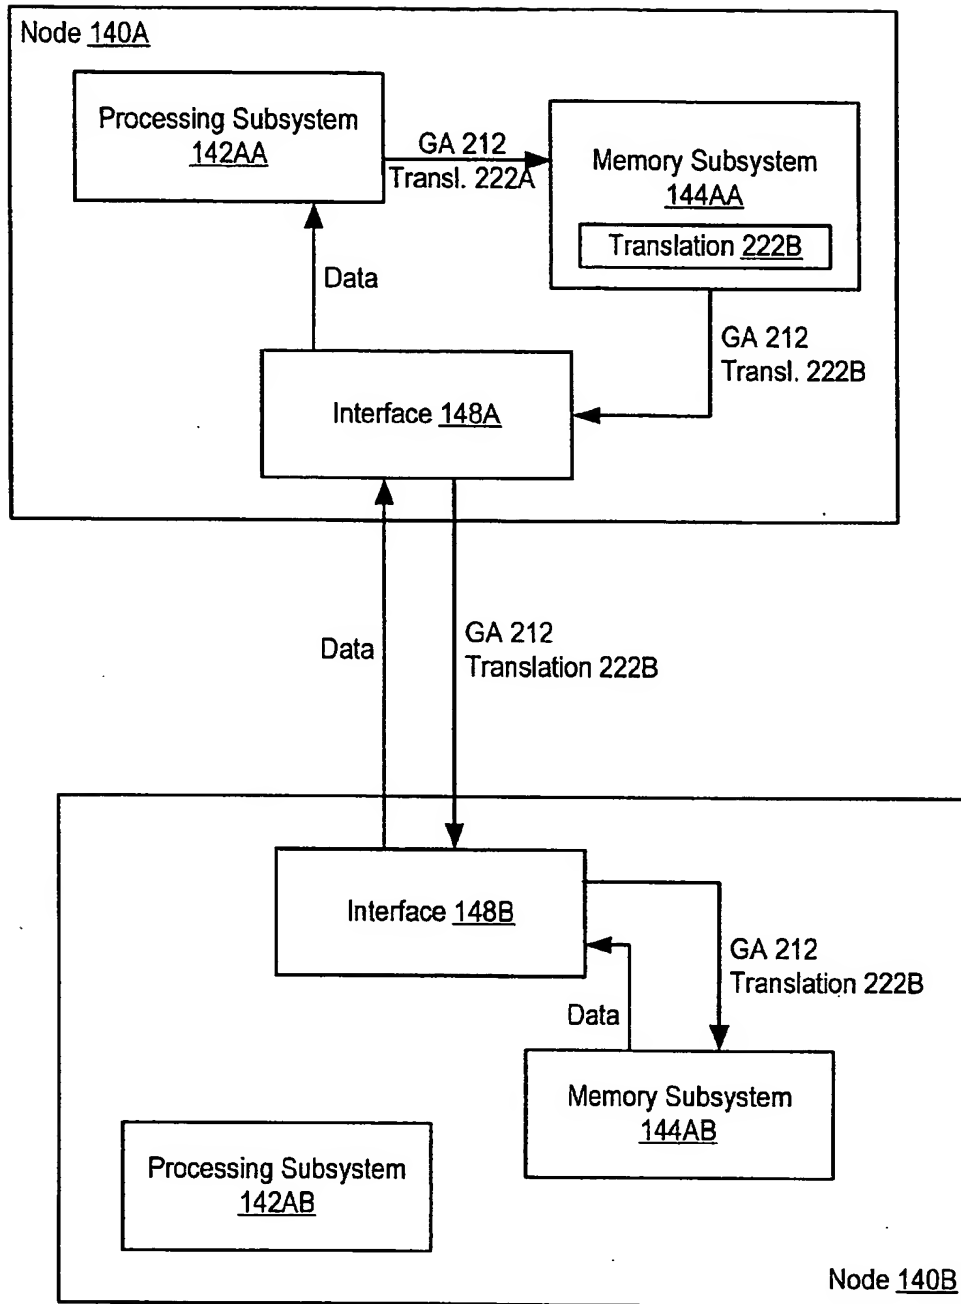 Node 140A
Processing Subsystem
142AA
GA 212
Transl. 222A
Memory Subsystem
144AA
Translation 222B
Data
GA 212
Transl. 222B
Interface 148A
Data
GA 212
Translation 222B
Interface 148B
GA 212
Translation 222B
Data
Memory Subsystem
144AB
Processing Subsystem
142AB
Node 140B